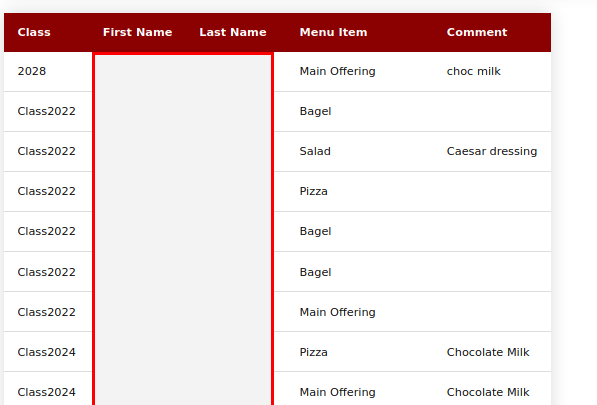 Class First Name Last Name Menu Item Comment
2028 Main Offering choc milk
Class2022 Bagel
Class2022 Salad Caesar dressing
Class2022 Pizza
Class2022 Bagel
Class2022 Bagel
Class2022 Main Offering
Class2024 Pizza Chocolate Milk
Class2024 Main Offering Chocolate Milk